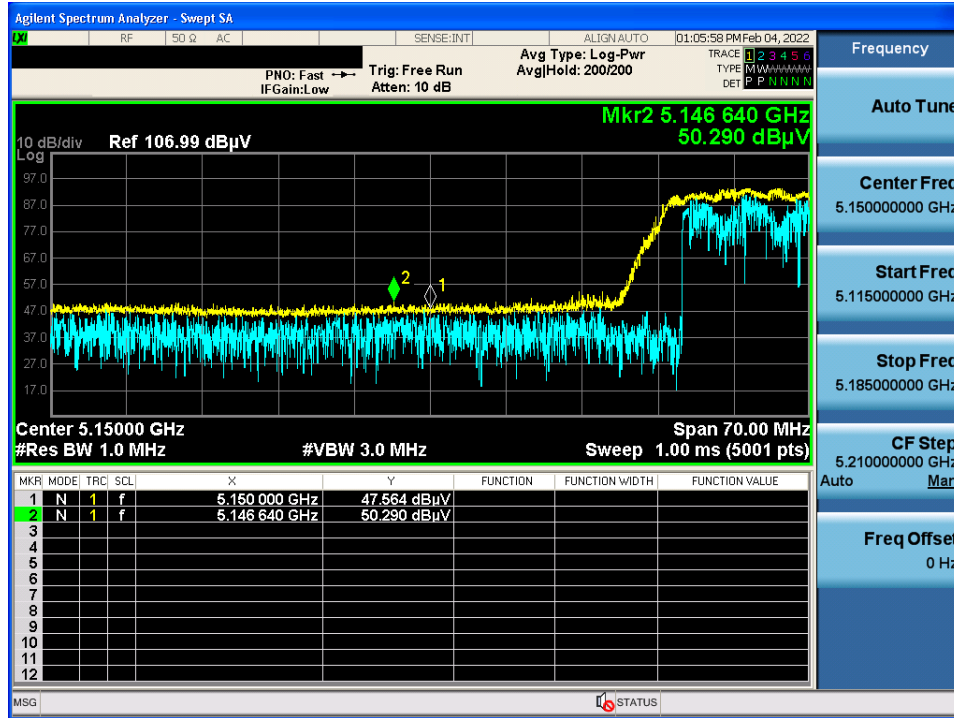 Agilent Spectrum Analyzer - Swept SA
LXI RF 50 Ω AC SENSE:INT ALIGN AUTO 01:05:58 PM Feb 04, 2022
PNO: Fast Trig: Free Run Avg Type: Log-Pwr TRACE 1 2 3 4 5 6
IFGain:Low Atten: 10 dB Avg|Hold: 200/200 TYPE M W W W W W
DET P P N N N N
Mkr2 5.146 640 GHz
50.290 dBµV
10 dB/div Ref 106.99 dBµV
Log
97.0
87.0
77.0
67.0
57.0
47.0
37.0
27.0
17.0
2
1
Center 5.15000 GHz Span 70.00 MHz
#Res BW 1.0 MHz #VBW 3.0 MHz Sweep 1.00 ms (5001 pts)
MKR MODE TRC SCL X Y FUNCTION FUNCTION WIDTH FUNCTION VALUE
1 N 1 f 5.150 000 GHz 47.564 dBµV
2 N 1 f 5.146 640 GHz 50.290 dBµV
3
4
5
6
7
8
9
10
11
12
MSG STATUS
Frequency
Auto Tune
Center Freq
5.150000000 GHz
Start Freq
5.115000000 GHz
Stop Freq
5.185000000 GHz
CF Step
5.210000000 GHz
Auto Man
Freq Offset
0 Hz